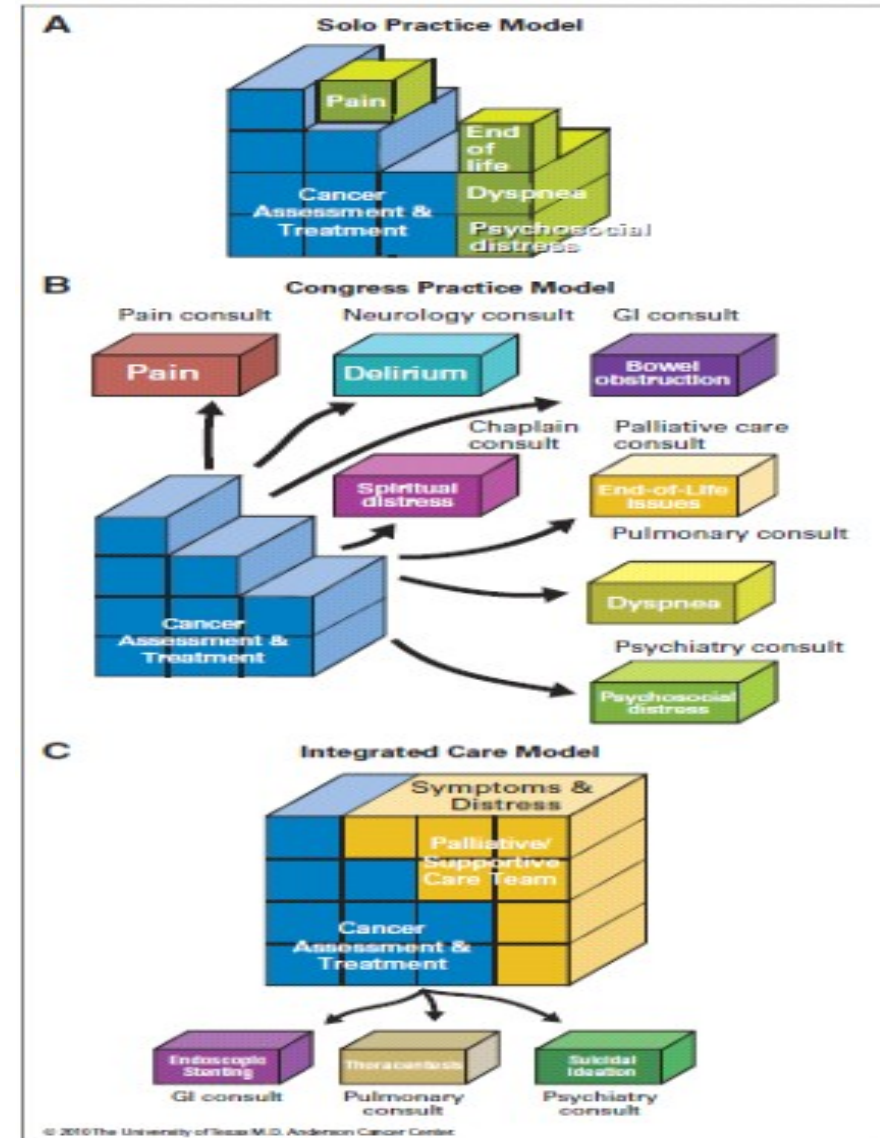 A
Solo Practice Model
Pain
End
of
life
Cancer
Assessment &
Treatment
Dyspnea
Psychosocial
distress
B
Congress Practice Model
Pain consult
Neurology consult
GI consult
Pain
Delirium
Bowel
obstruction
Chaplain
consult
Palliative care
consult
Spiritual
distress
End-of-Life
Issues
Pulmonary consult
Cancer
Assessment &
Treatment
Dyspnea
Psychiatry consult
Psychosocial
distress
C
Integrated Care Model
Symptoms &
Distress
Palliative/
Supportive
Care Team
Cancer
Assessment &
Treatment
Endoscopic
Stenting
Thoracentesis
Suicidal
Ideation
GI consult
Pulmonary
consult
Psychiatry
consult
© 2010 The University of Texas M.D. Anderson Cancer Center